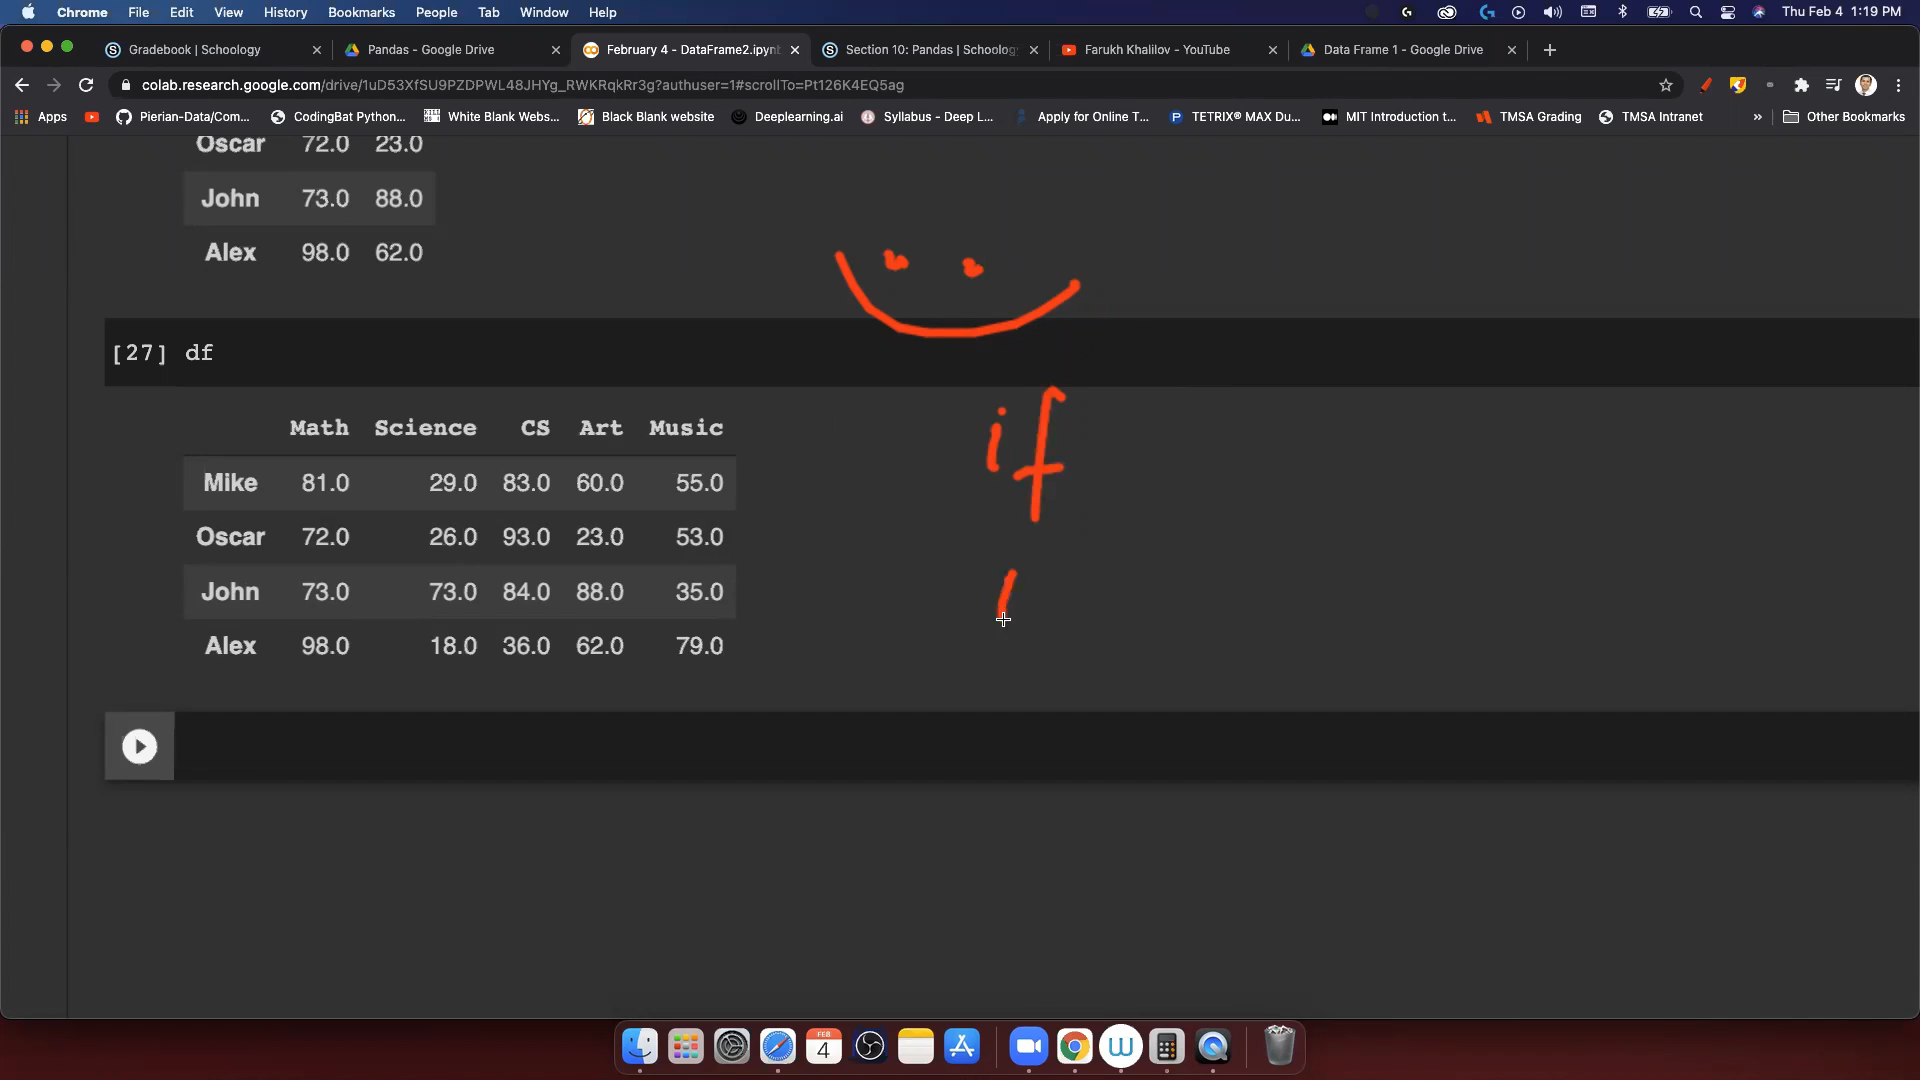 Chrome File Edit View History Bookmarks People Tab Window Help Thu Feb 4 1:19 PM
Gradebook | Schoology Pandas - Google Drive February 4 - DataFrame2.ipynb Section 10: Pandas | Schoology Farukh Khalilov - YouTube Data Frame 1 - Google Drive
colab.research.google.com/drive/1uD53XfSU9PZDPWL48JHYg_RWKRqkRr3g?authuser=1#scrollTo=Pt126K4EQ5ag
Apps Pierian-Data/Com... CodingBat Python... White Blank Webs... Black Blank website Deeplearning.ai Syllabus - Deep L... Apply for Online T... TETRIX® MAX Du... MIT Introduction t... TMSA Grading TMSA Intranet » Other Bookmarks
Oscar 72.0 23.0
John 73.0 88.0
Alex 98.0 62.0
[27] df
if
Math Science CS Art Music
Mike 81.0 29.0 83.0 60.0 55.0
Oscar 72.0 26.0 93.0 23.0 53.0
John 73.0 73.0 84.0 88.0 35.0
Alex 98.0 18.0 36.0 62.0 79.0
FEB
4